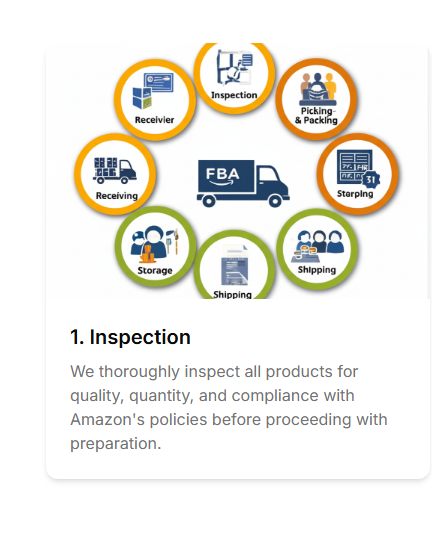 Inspection
Receivier
Picking-
& Packing
FBA
Receiving
Storping
31
Storage
Shipping
Shipping
1. Inspection
We thoroughly inspect all products for
quality, quantity, and compliance with
Amazon's policies before proceeding with
preparation.